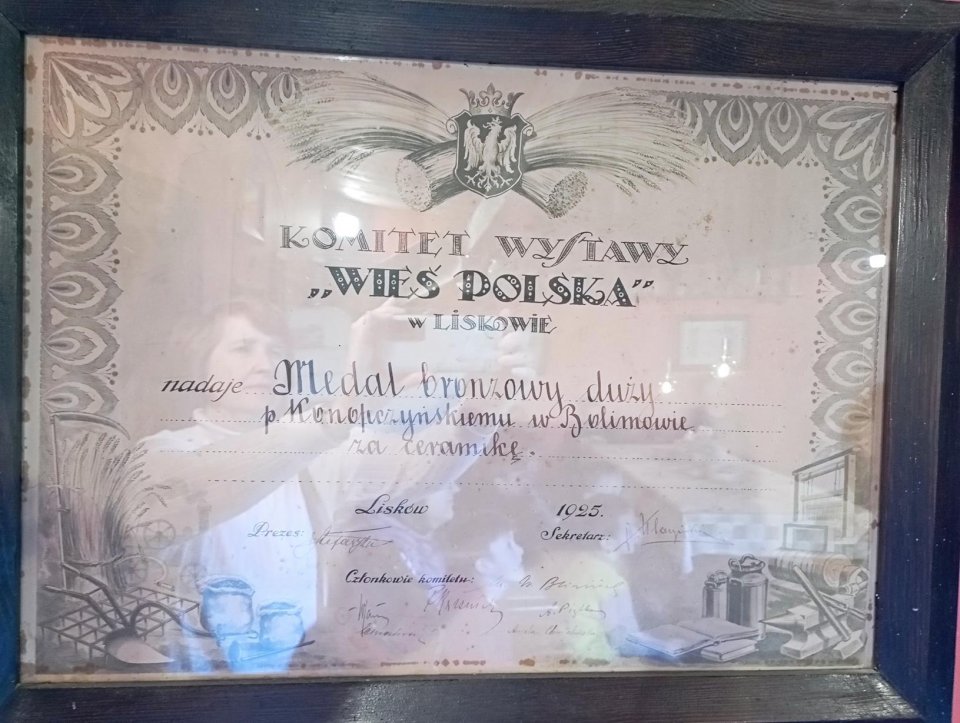 KOMITET WYSTAWY
„WIEŚ POLSKA”
W LISKOWIE
nadaje Medal bronzowy duży
p. Konopczyńskiemu w Bolimowie
za ceramikę.
Lisków 1925.
Prezes: Sekretarz:
Członkowie komitetu: